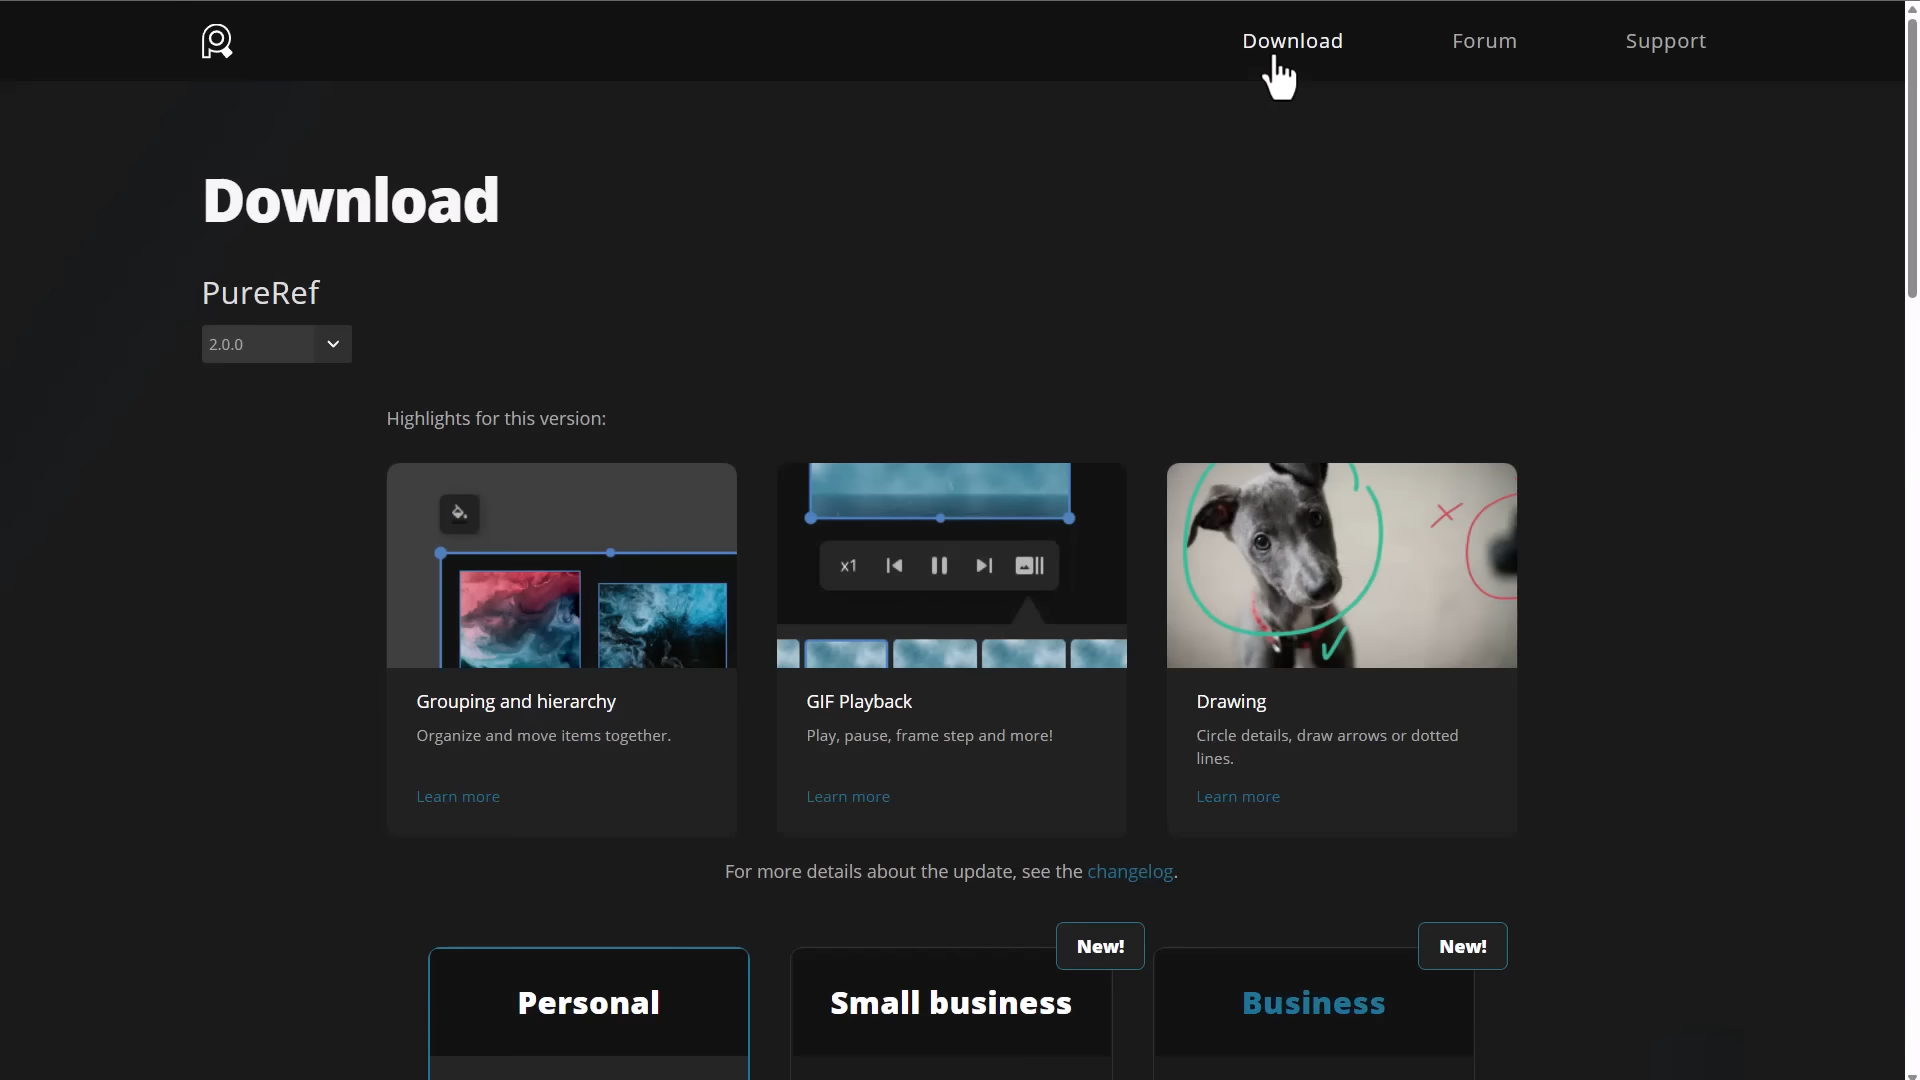 Download
Forum
Support
Download
PureRef
2.0.0
Highlights for this version:
x1
Grouping and hierarchy
Organize and move items together.
Learn more
GIF Playback
Play, pause, frame step and more!
Learn more
Drawing
Circle details, draw arrows or dotted
lines.
Learn more
For more details about the update, see the changelog.
Personal
New!
Small business
New!
Business